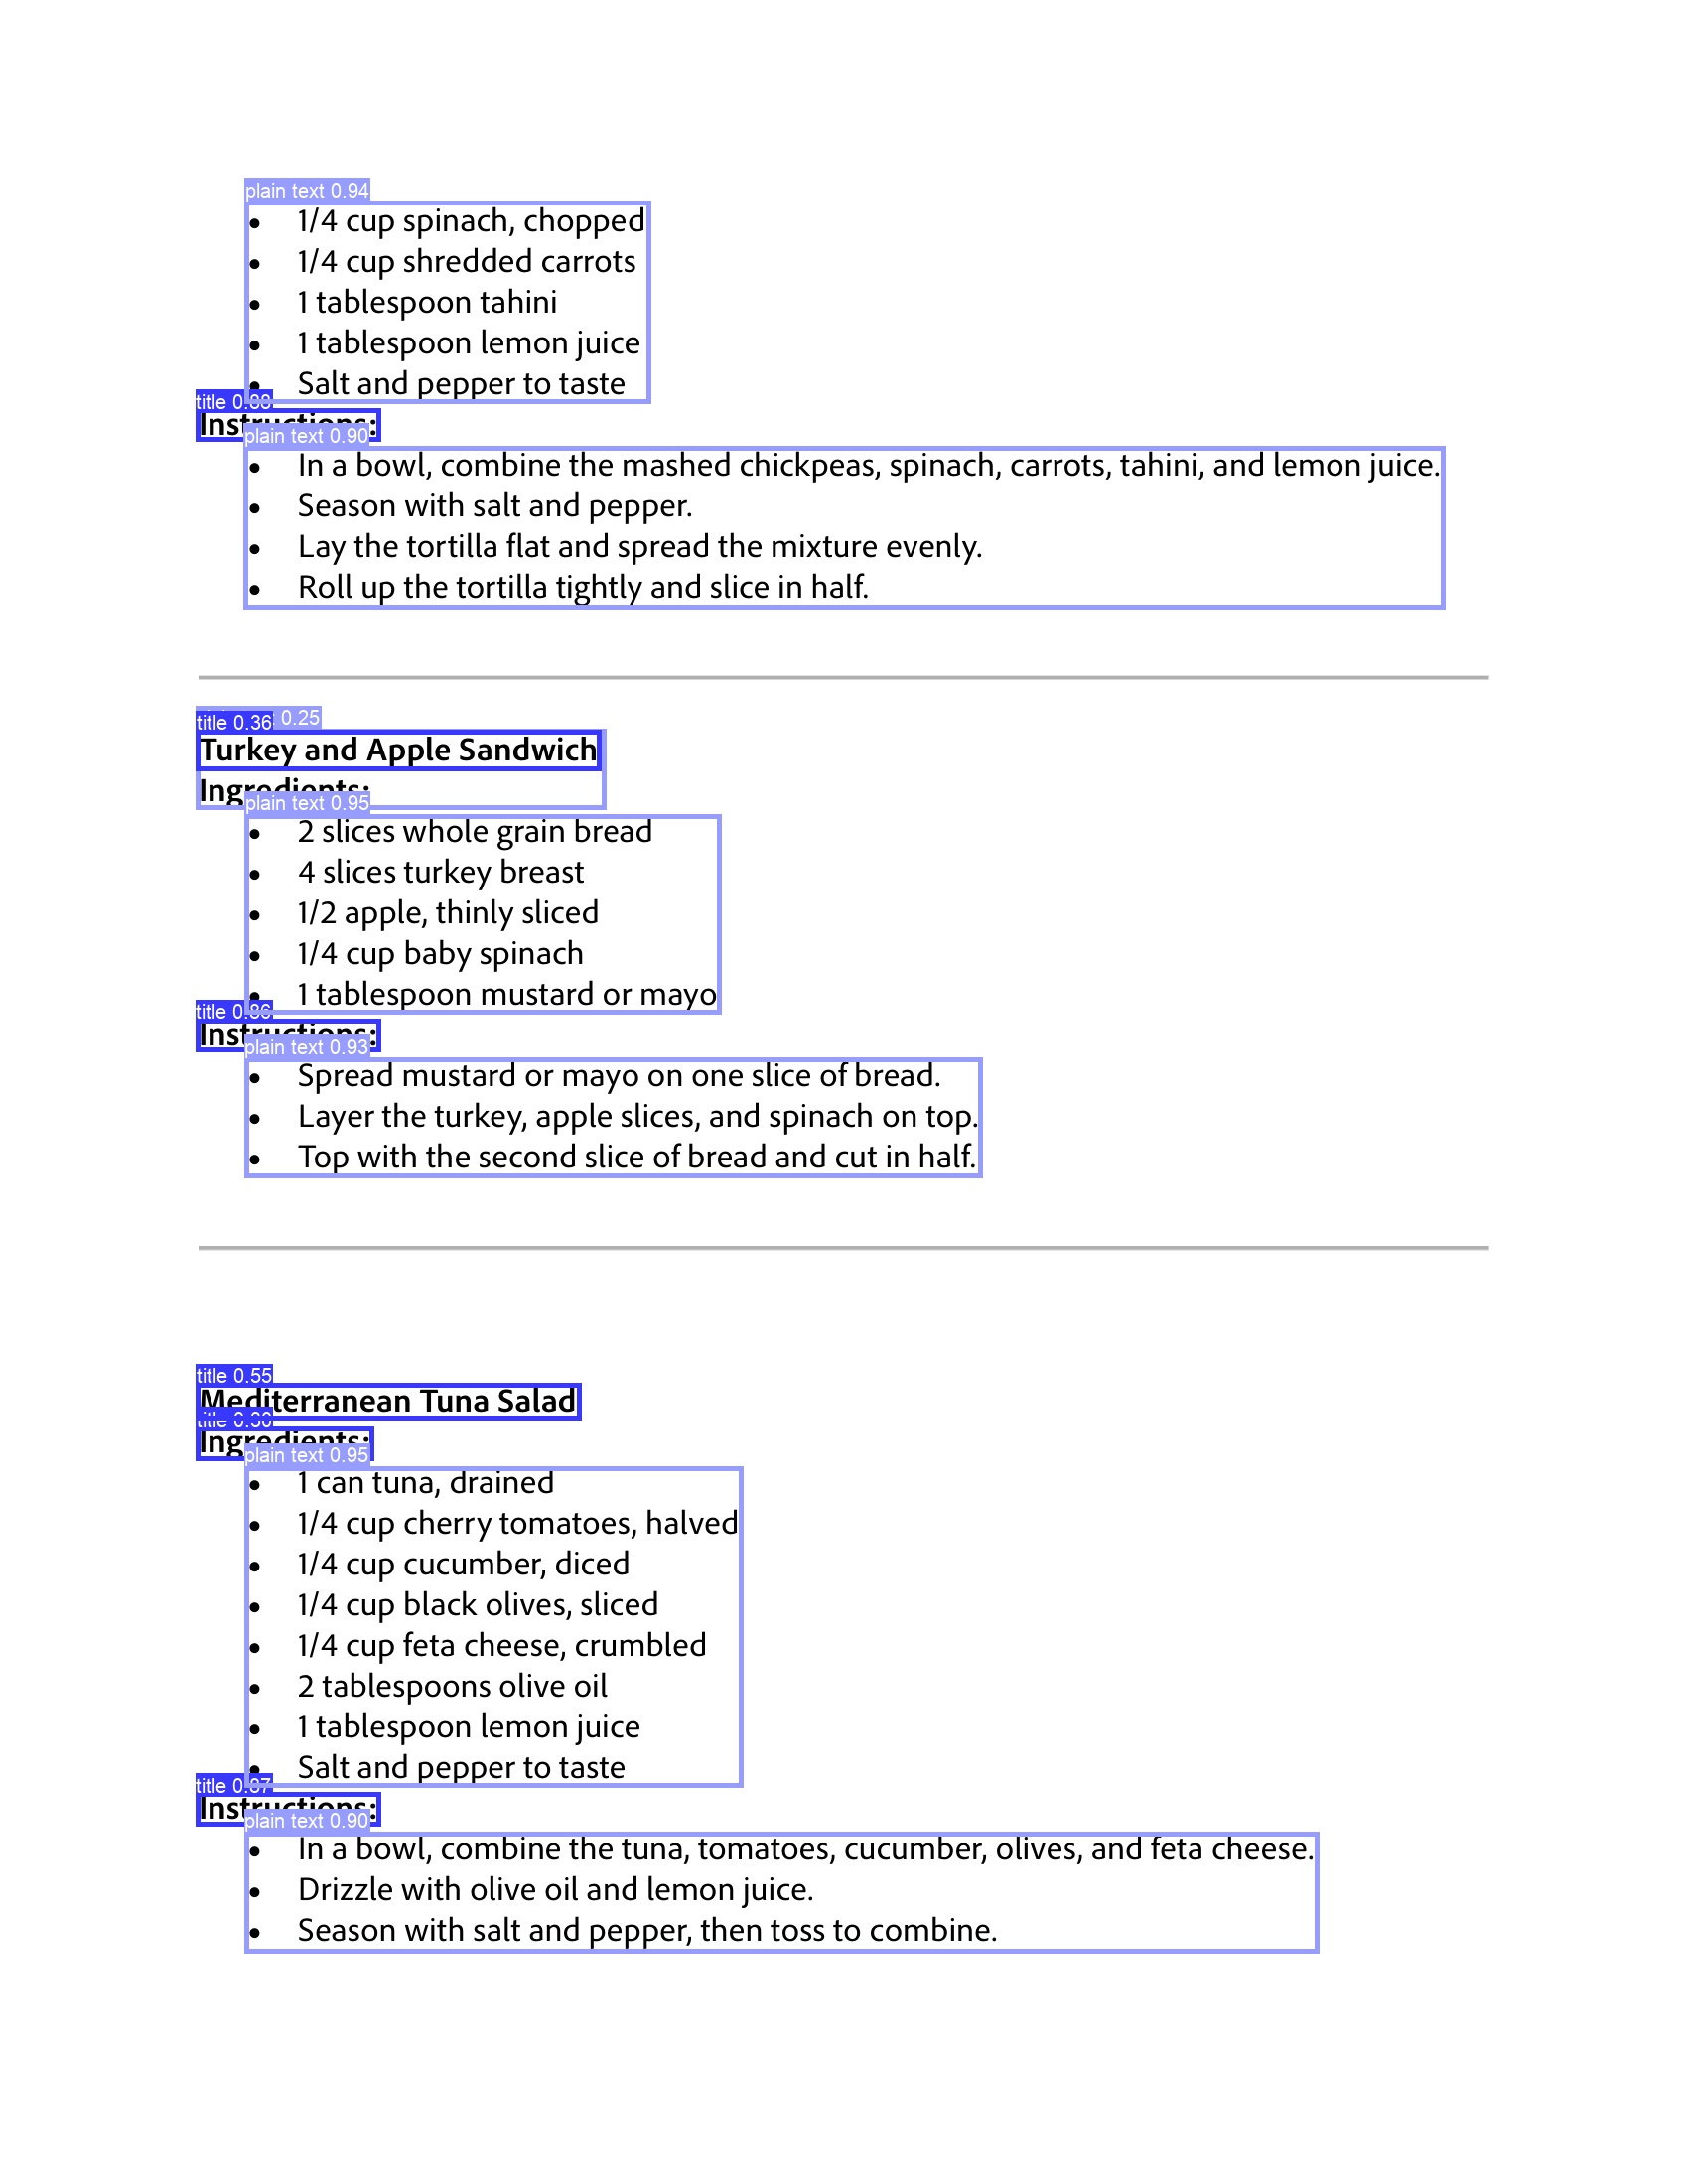 plain text 0.94
• 1/4 cup spinach, chopped
• 1/4 cup shredded carrots
• 1 tablespoon tahini
• 1 tablespoon lemon juice
• Salt and pepper to taste
title 0.
Instructions:
plain text 0.90
• In a bowl, combine the mashed chickpeas, spinach, carrots, tahini, and lemon juice.
• Season with salt and pepper.
• Lay the tortilla flat and spread the mixture evenly.
• Roll up the tortilla tightly and slice in half.
title 0.36 0.25
Turkey and Apple Sandwich
Ingredients:
plain text 0.95
• 2 slices whole grain bread
• 4 slices turkey breast
• 1/2 apple, thinly sliced
• 1/4 cup baby spinach
• 1 tablespoon mustard or mayo
title 0.86
Instructions:
plain text 0.93
• Spread mustard or mayo on one slice of bread.
• Layer the turkey, apple slices, and spinach on top.
• Top with the second slice of bread and cut in half.
title 0.55
Mediterranean Tuna Salad
title 0.30
Ingredients:
plain text 0.95
• 1 can tuna, drained
• 1/4 cup cherry tomatoes, halved
• 1/4 cup cucumber, diced
• 1/4 cup black olives, sliced
• 1/4 cup feta cheese, crumbled
• 2 tablespoons olive oil
• 1 tablespoon lemon juice
• Salt and pepper to taste
title 0.87
Instructions:
plain text 0.90
• In a bowl, combine the tuna, tomatoes, cucumber, olives, and feta cheese.
• Drizzle with olive oil and lemon juice.
• Season with salt and pepper, then toss to combine.